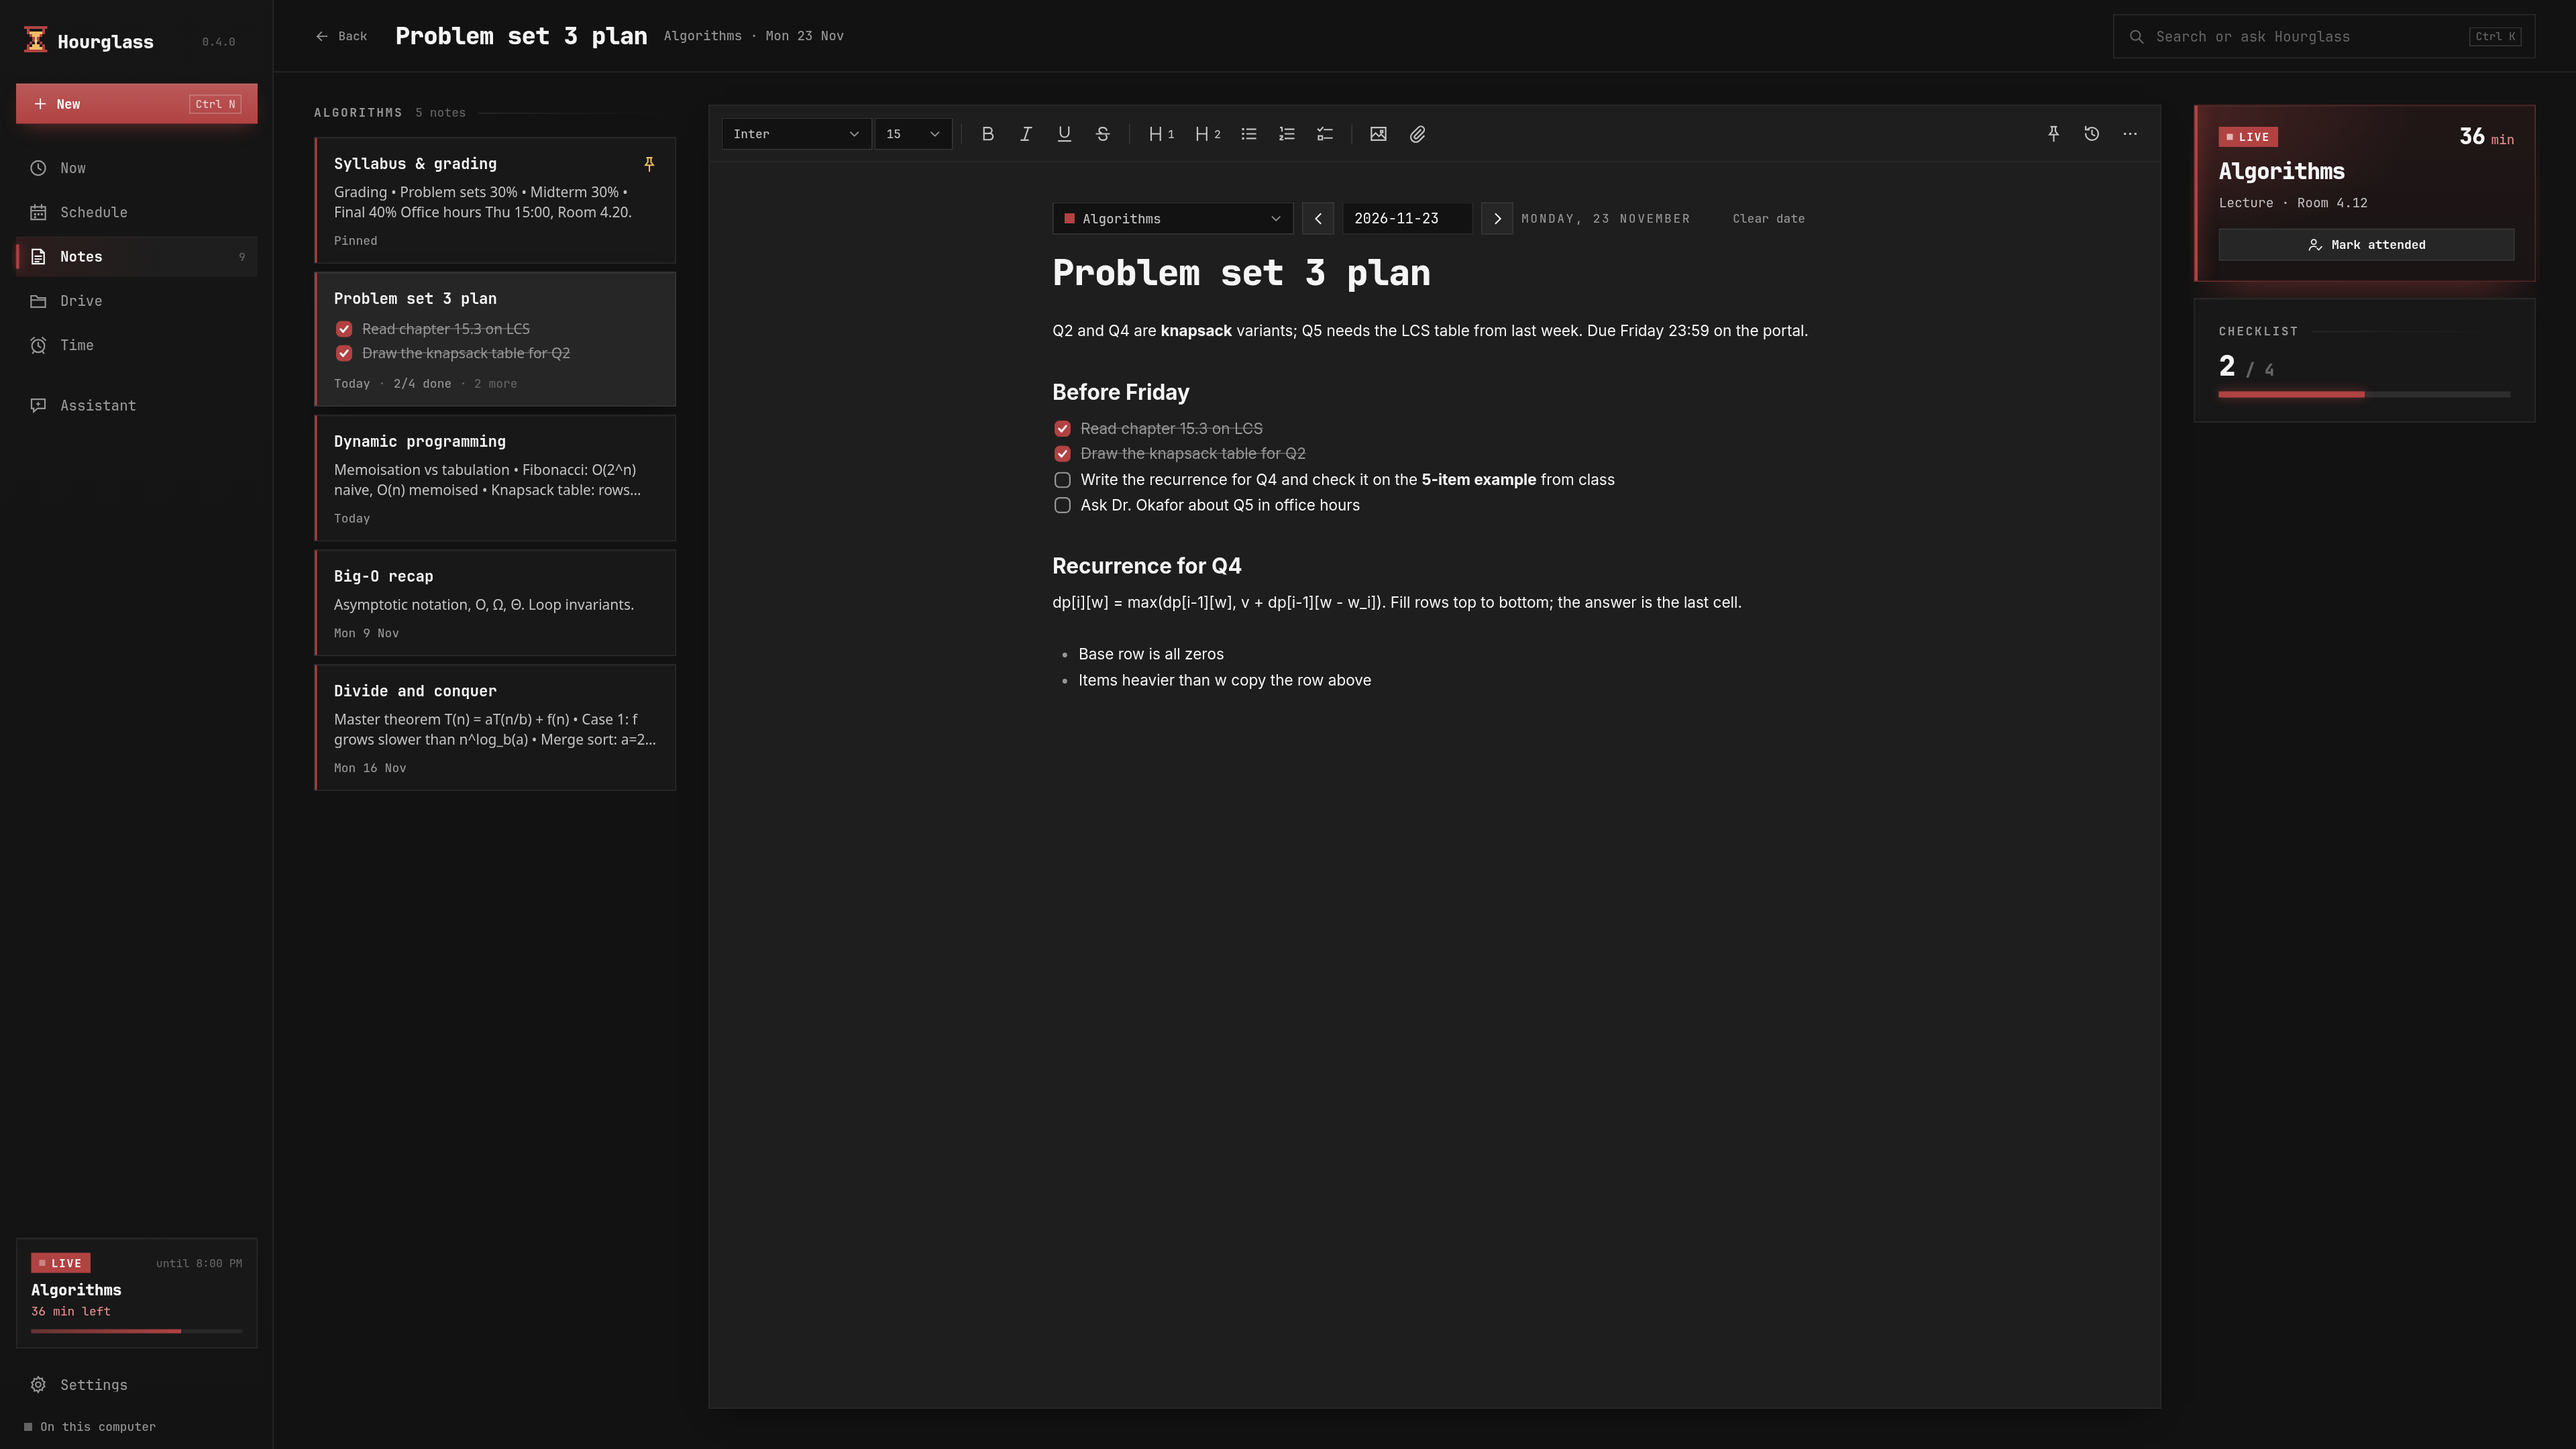 Hourglass 0.4.0
New Ctrl N
Now
Schedule
Notes 9
Drive
Time
Assistant
LIVE until 8:00 PM
Algorithms
36 min left
Settings
On this computer
Back Problem set 3 plan Algorithms · Mon 23 Nov
Search or ask Hourglass Ctrl K
ALGORITHMS 5 notes
Syllabus & grading
Grading • Problem sets 30% • Midterm 30% •
Final 40% Office hours Thu 15:00, Room 4.20.
Pinned
Problem set 3 plan
Read chapter 15.3 on LCS
Draw the knapsack table for Q2
Today · 2/4 done · 2 more
Dynamic programming
Memoisation vs tabulation • Fibonacci: O(2^n)
naive, O(n) memoised • Knapsack table: rows...
Today
Big-O recap
Asymptotic notation, O, Ω, Θ. Loop invariants.
Mon 9 Nov
Divide and conquer
Master theorem T(n) = aT(n/b) + f(n) • Case 1: f
grows slower than n^log_b(a) • Merge sort: a=2...
Mon 16 Nov
Inter 15 B I U S H1 H2
Algorithms 2026-11-23 MONDAY, 23 NOVEMBER Clear date
Problem set 3 plan
Q2 and Q4 are knapsack variants; Q5 needs the LCS table from last week. Due Friday 23:59 on the portal.
Before Friday
Read chapter 15.3 on LCS
Draw the knapsack table for Q2
Write the recurrence for Q4 and check it on the 5-item example from class
Ask Dr. Okafor about Q5 in office hours
Recurrence for Q4
dp[i][w] = max(dp[i-1][w], v + dp[i-1][w - w_i]). Fill rows top to bottom; the answer is the last cell.
• Base row is all zeros
• Items heavier than w copy the row above
LIVE 36 min
Algorithms
Lecture · Room 4.12
Mark attended
CHECKLIST
2 / 4